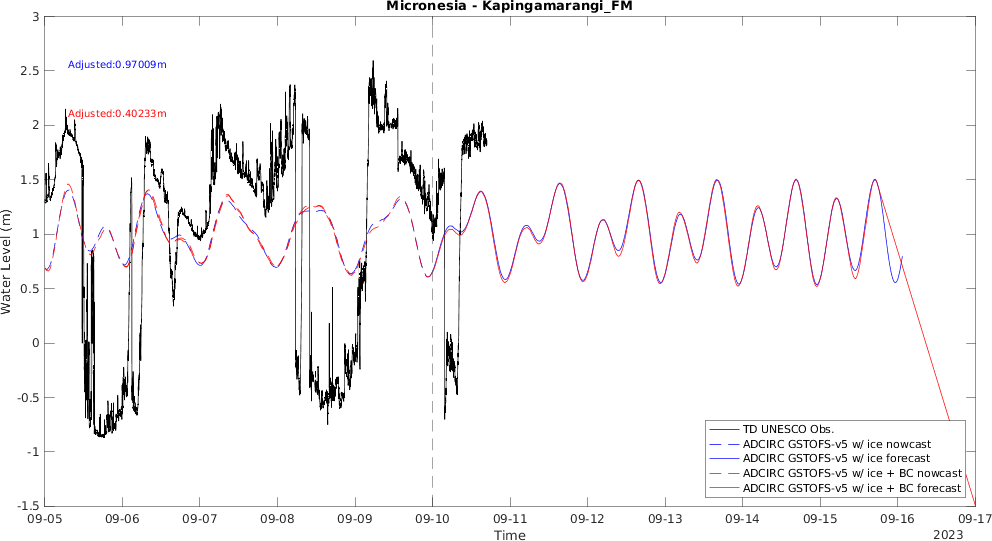 Micronesia - Kapingamarangi_FM
Water Level (m)
3
2.5
2
1.5
1
0.5
0
-0.5
-1
-1.5
Adjusted:0.97009m
Adjusted:0.40233m
TD UNESCO Obs.
ADCIRC GSTOFS-v5 w/ ice nowcast
ADCIRC GSTOFS-v5 w/ ice forecast
ADCIRC GSTOFS-v5 w/ ice + BC nowcast
ADCIRC GSTOFS-v5 w/ ice + BC forecast
09-05 09-06 09-07 09-08 09-09 09-10 09-11 09-12 09-13 09-14 09-15 09-16 09-17
Time
2023